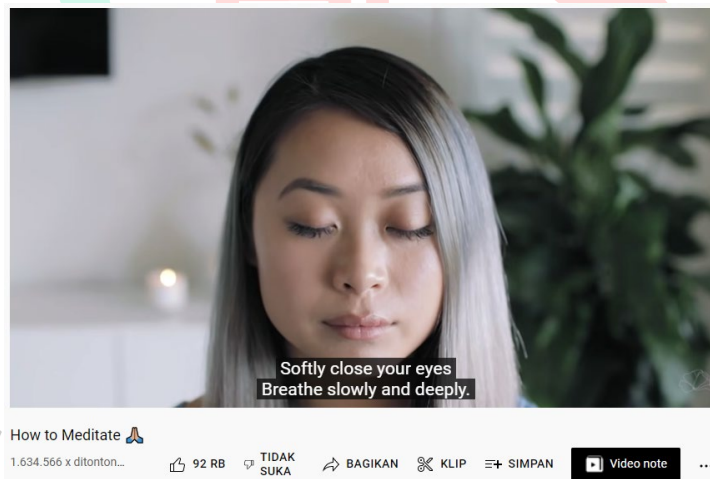 Softly close your eyes
Breathe slowly and deeply.
How to Meditate 🙏🏽
1.634.566 x ditonton...
92 RB
TIDAK
SUKA
BAGIKAN
KLIP
SIMPAN
Video note
...